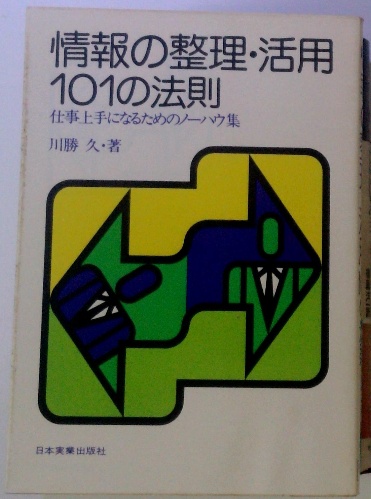 情報の整理・活用
101の法則
仕事上手になるためのノーハウ集
川勝 久・著
日本実業出版社